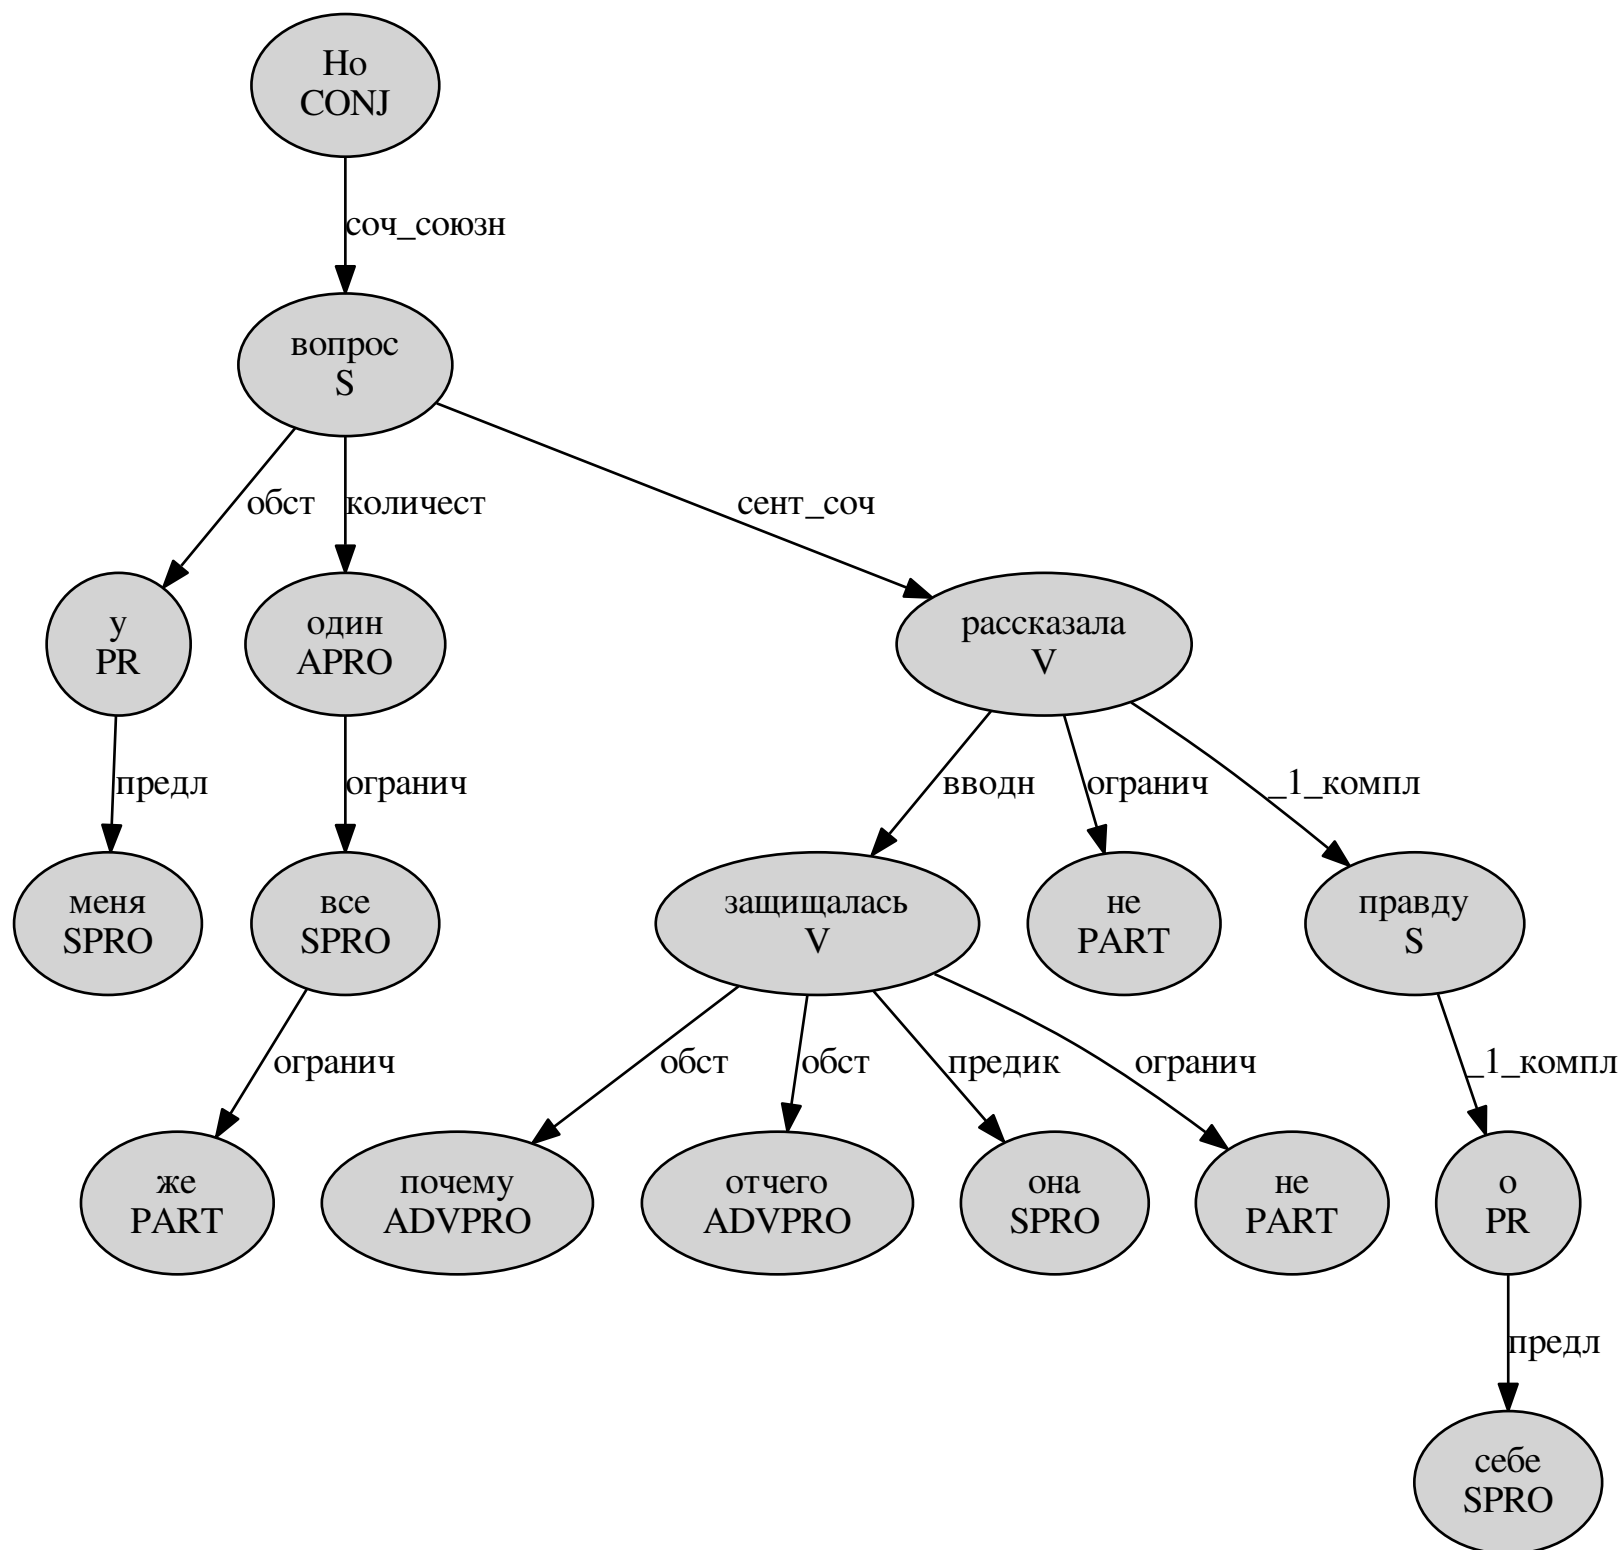 Но
CONJ
соч_союзн
вопрос
S
обст
количест
сент_соч
у
PR
один
APRO
рассказала
V
предл
огранич
вводн
огранич
_1_компл
меня
SPRO
все
SPRO
защищалась
V
не
PART
правду
S
огранич
обст
обст
предик
огранич
_1_компл
же
PART
почему
ADVPRO
отчего
ADVPRO
она
SPRO
не
PART
о
PR
предл
себе
SPRO